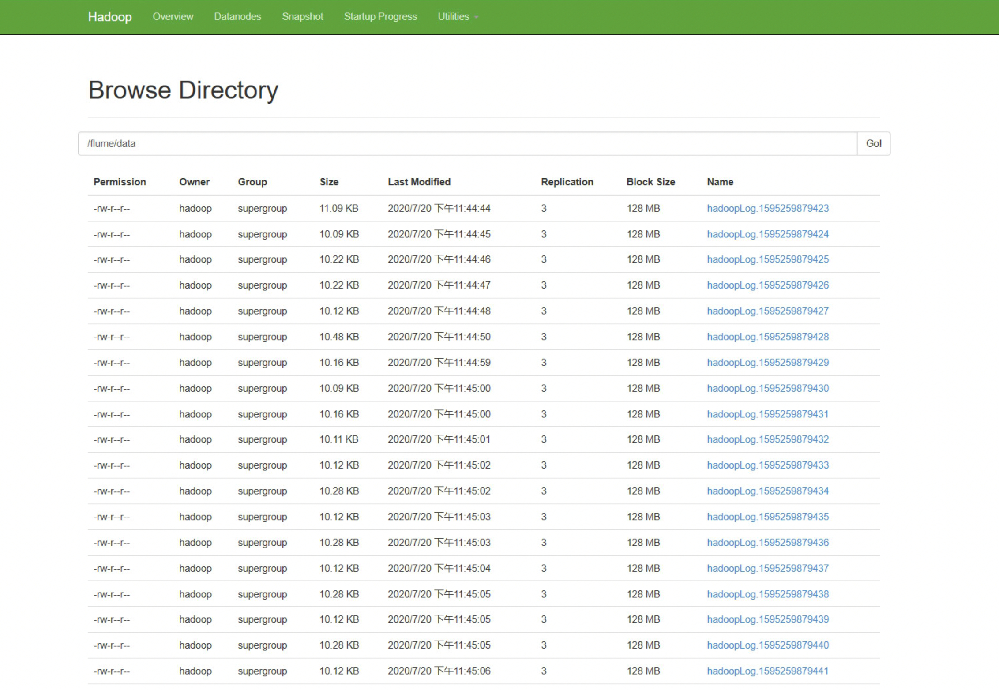 Hadoop Overview Datanodes Snapshot Startup Progress Utilities
Browse Directory
/flume/data Go!
Permission Owner Group Size Last Modified Replication Block Size Name
-rw-r--r-- hadoop supergroup 11.09 KB 2020/7/20 下午11:44:44 3 128 MB hadoopLog.1595259879423
-rw-r--r-- hadoop supergroup 10.09 KB 2020/7/20 下午11:44:45 3 128 MB hadoopLog.1595259879424
-rw-r--r-- hadoop supergroup 10.22 KB 2020/7/20 下午11:44:46 3 128 MB hadoopLog.1595259879425
-rw-r--r-- hadoop supergroup 10.22 KB 2020/7/20 下午11:44:47 3 128 MB hadoopLog.1595259879426
-rw-r--r-- hadoop supergroup 10.12 KB 2020/7/20 下午11:44:48 3 128 MB hadoopLog.1595259879427
-rw-r--r-- hadoop supergroup 10.48 KB 2020/7/20 下午11:44:50 3 128 MB hadoopLog.1595259879428
-rw-r--r-- hadoop supergroup 10.16 KB 2020/7/20 下午11:44:59 3 128 MB hadoopLog.1595259879429
-rw-r--r-- hadoop supergroup 10.09 KB 2020/7/20 下午11:45:00 3 128 MB hadoopLog.1595259879430
-rw-r--r-- hadoop supergroup 10.16 KB 2020/7/20 下午11:45:00 3 128 MB hadoopLog.1595259879431
-rw-r--r-- hadoop supergroup 10.11 KB 2020/7/20 下午11:45:01 3 128 MB hadoopLog.1595259879432
-rw-r--r-- hadoop supergroup 10.12 KB 2020/7/20 下午11:45:02 3 128 MB hadoopLog.1595259879433
-rw-r--r-- hadoop supergroup 10.28 KB 2020/7/20 下午11:45:02 3 128 MB hadoopLog.1595259879434
-rw-r--r-- hadoop supergroup 10.12 KB 2020/7/20 下午11:45:03 3 128 MB hadoopLog.1595259879435
-rw-r--r-- hadoop supergroup 10.28 KB 2020/7/20 下午11:45:03 3 128 MB hadoopLog.1595259879436
-rw-r--r-- hadoop supergroup 10.12 KB 2020/7/20 下午11:45:04 3 128 MB hadoopLog.1595259879437
-rw-r--r-- hadoop supergroup 10.28 KB 2020/7/20 下午11:45:05 3 128 MB hadoopLog.1595259879438
-rw-r--r-- hadoop supergroup 10.12 KB 2020/7/20 下午11:45:05 3 128 MB hadoopLog.1595259879439
-rw-r--r-- hadoop supergroup 10.28 KB 2020/7/20 下午11:45:05 3 128 MB hadoopLog.1595259879440
-rw-r--r-- hadoop supergroup 10.12 KB 2020/7/20 下午11:45:06 3 128 MB hadoopLog.1595259879441